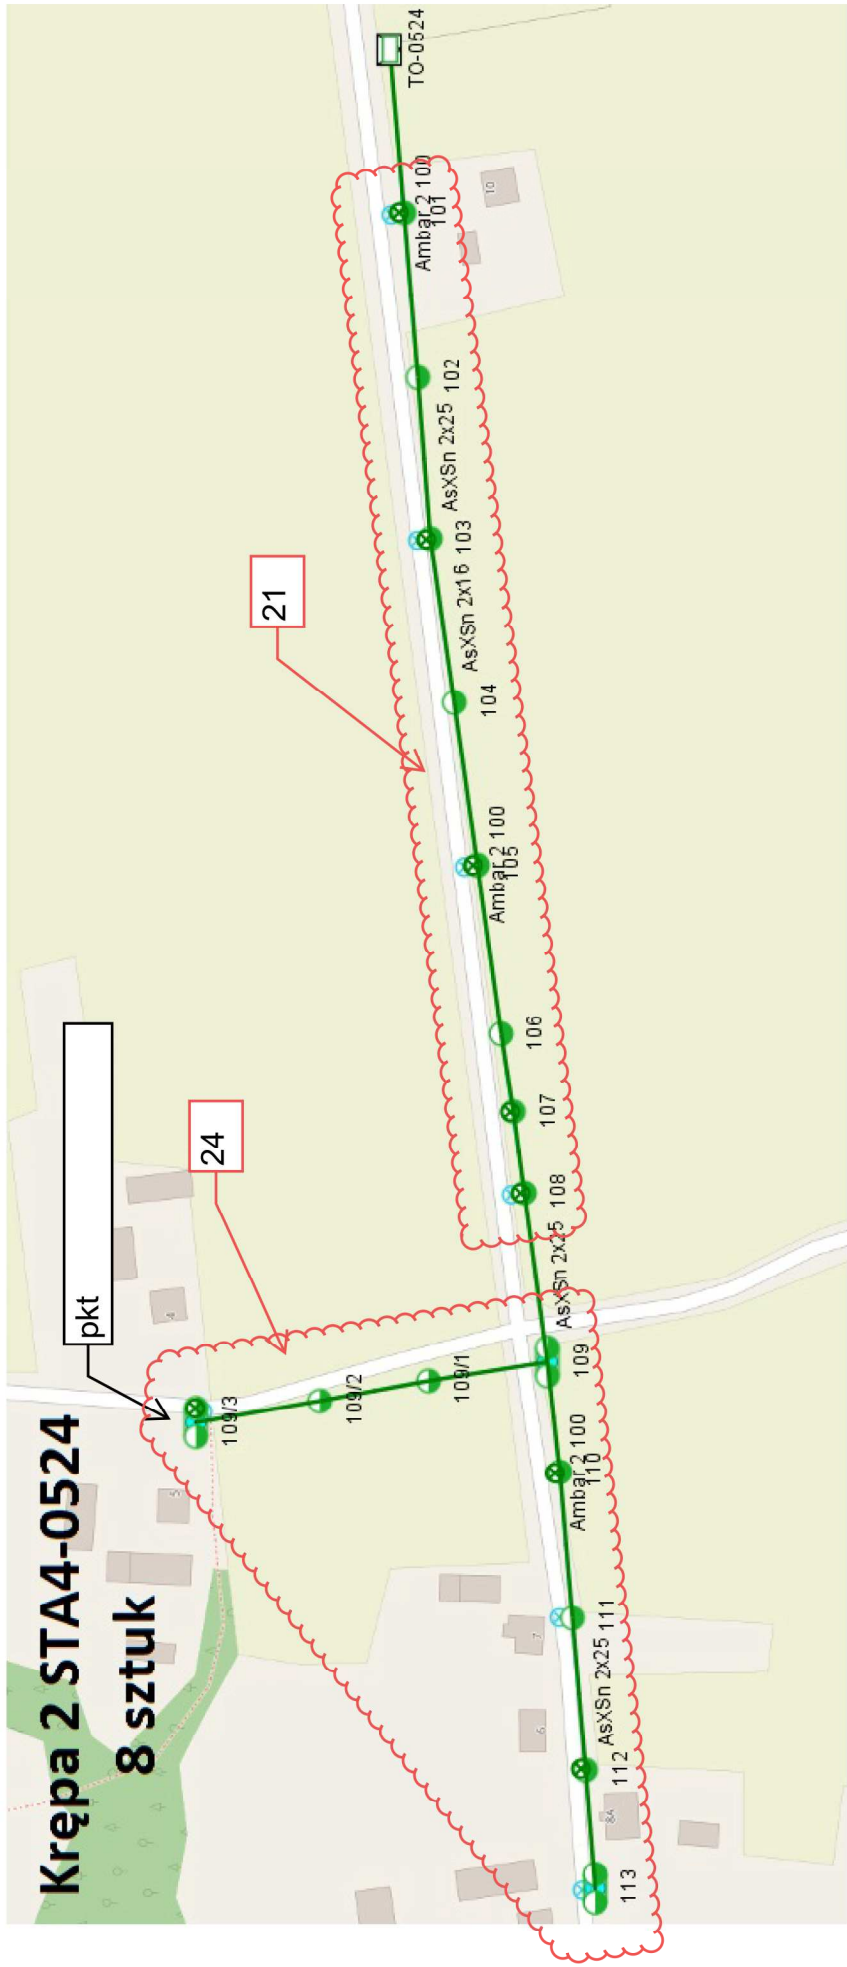 Krępa 2 STA4-0524
8 sztuk
pkt
24
21
TO-0524
Ambar 2 100
101
10
102
AsXSn 2x25
103
AsXSn 2x16
104
Ambar 2 100
105
106
107
108
AsXSn 2x25
109
109/1
109/2
109/3
4
5
Ambar 2 100
110
111
7
AsXSn 2x25
6
112
8A
113